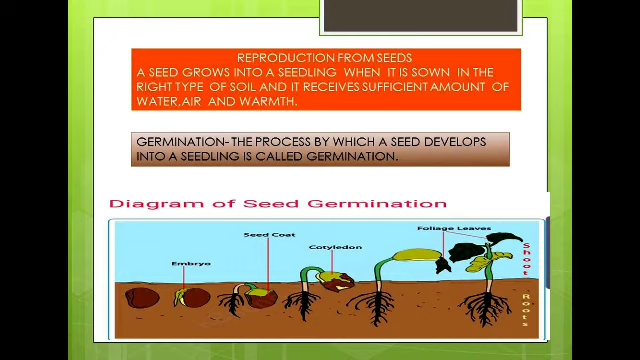 REPRODUCTION FROM SEEDS
A SEED GROWS INTO A SEEDLING WHEN IT IS SOWN IN THE
RIGHT TYPE OF SOIL AND IT RECEIVES SUFFICIENT AMOUNT OF
WATER,AIR AND WARMTH.
GERMINATION- THE PROCESS BY WHICH A SEED DEVELOPS
INTO A SEEDLING IS CALLED GERMINATION.
Diagram of Seed Germination
Foliage Leaves
Seed Coat
Cotyledon
Embryo
Shoot
Roots